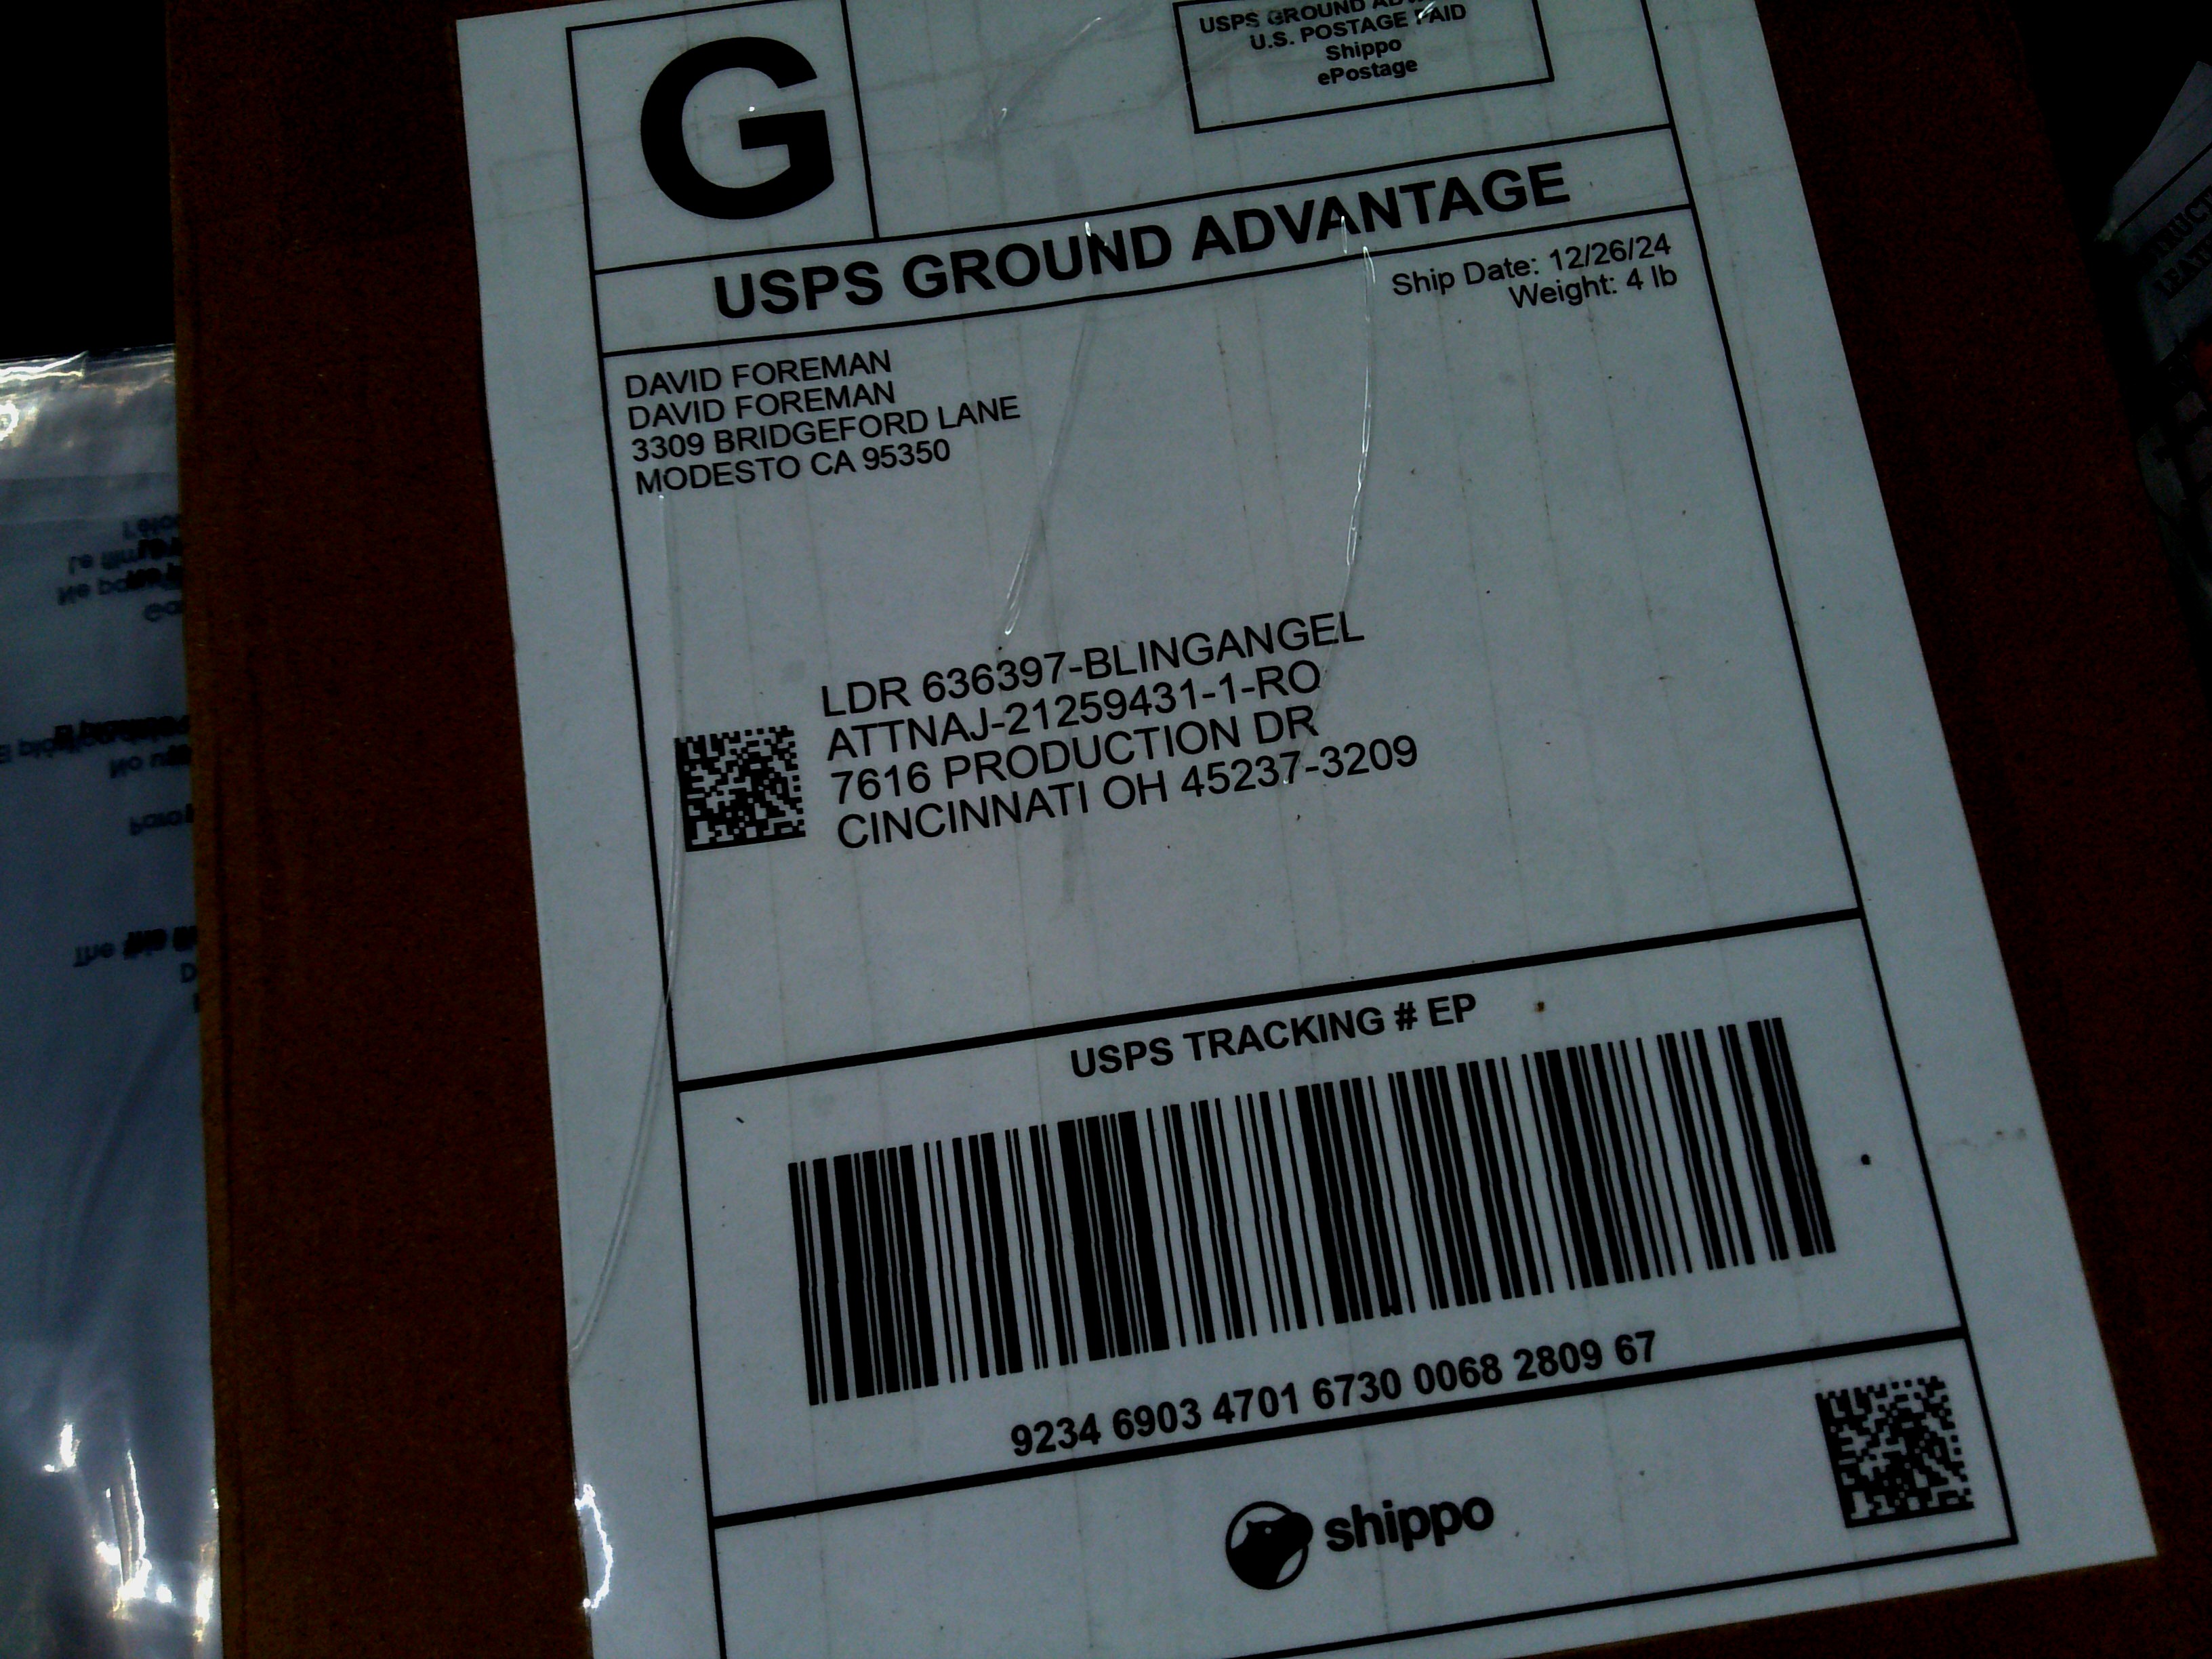 G
USPS GROUND ADVANTAGE
U.S. POSTAGE PAID
Shippo
ePostage
USPS GROUND ADVANTAGE
Ship Date: 12/26/24
Weight: 4 lb
DAVID FOREMAN
DAVID FOREMAN
3309 BRIDGEFORD LANE
MODESTO CA 95350
LDR 636397-BLINGANGEL
ATTNAJ-21259431-1-RO
7616 PRODUCTION DR
CINCINNATI OH 45237-3209
USPS TRACKING # EP
9234 6903 4701 6730 0068 2809 67
shippo